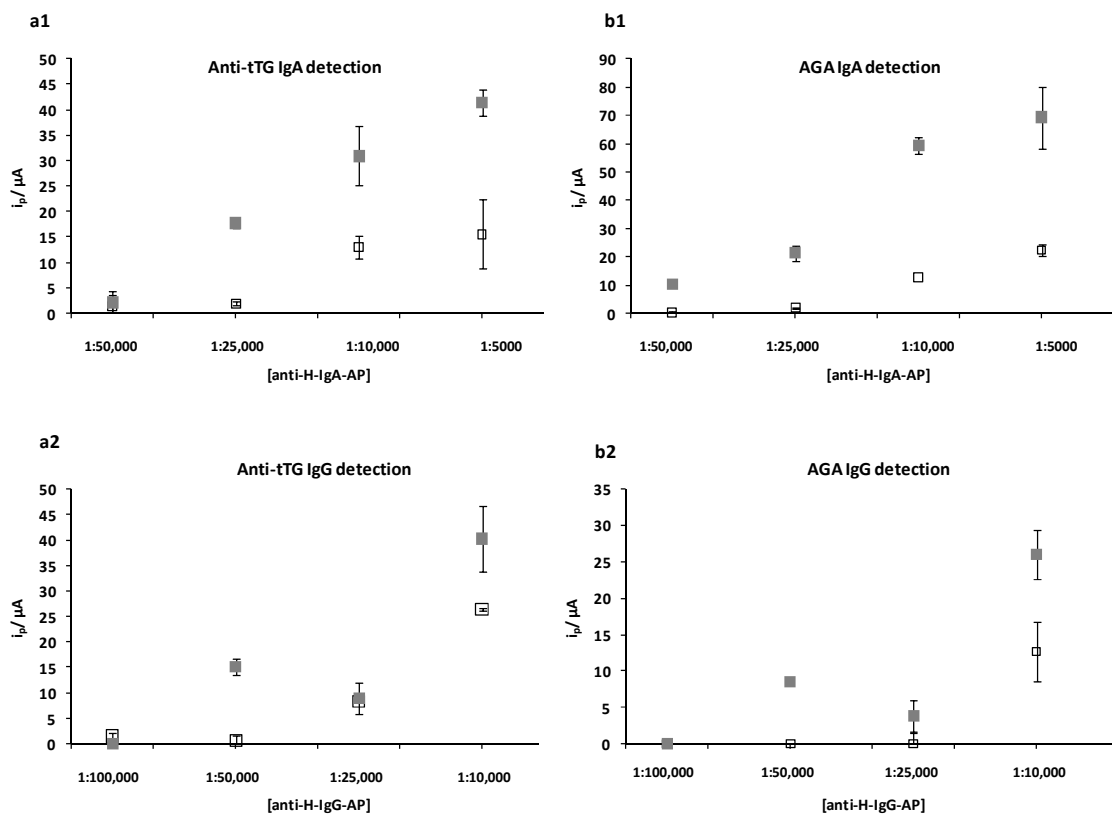 a1
Anti-tTG IgA detection
50
45
40
35
30
25
20
15
10
5
0
iₚ/ µA
1:50,000 1:25,000 1:10,000 1:5000
[anti-H-IgA-AP]
b1
AGA IgA detection
90
80
70
60
50
40
30
20
10
0
iₚ/ µA
1:50,000 1:25,000 1:10,000 1:5000
[anti-H-IgA-AP]
a2
Anti-tTG IgG detection
50
45
40
35
30
25
20
15
10
5
0
iₚ/ µA
1:100,000 1:50,000 1:25,000 1:10,000
[anti-H-IgG-AP]
b2
AGA IgG detection
35
30
25
20
15
10
5
0
iₚ/ µA
1:100,000 1:50,000 1:25,000 1:10,000
[anti-H-IgG-AP]